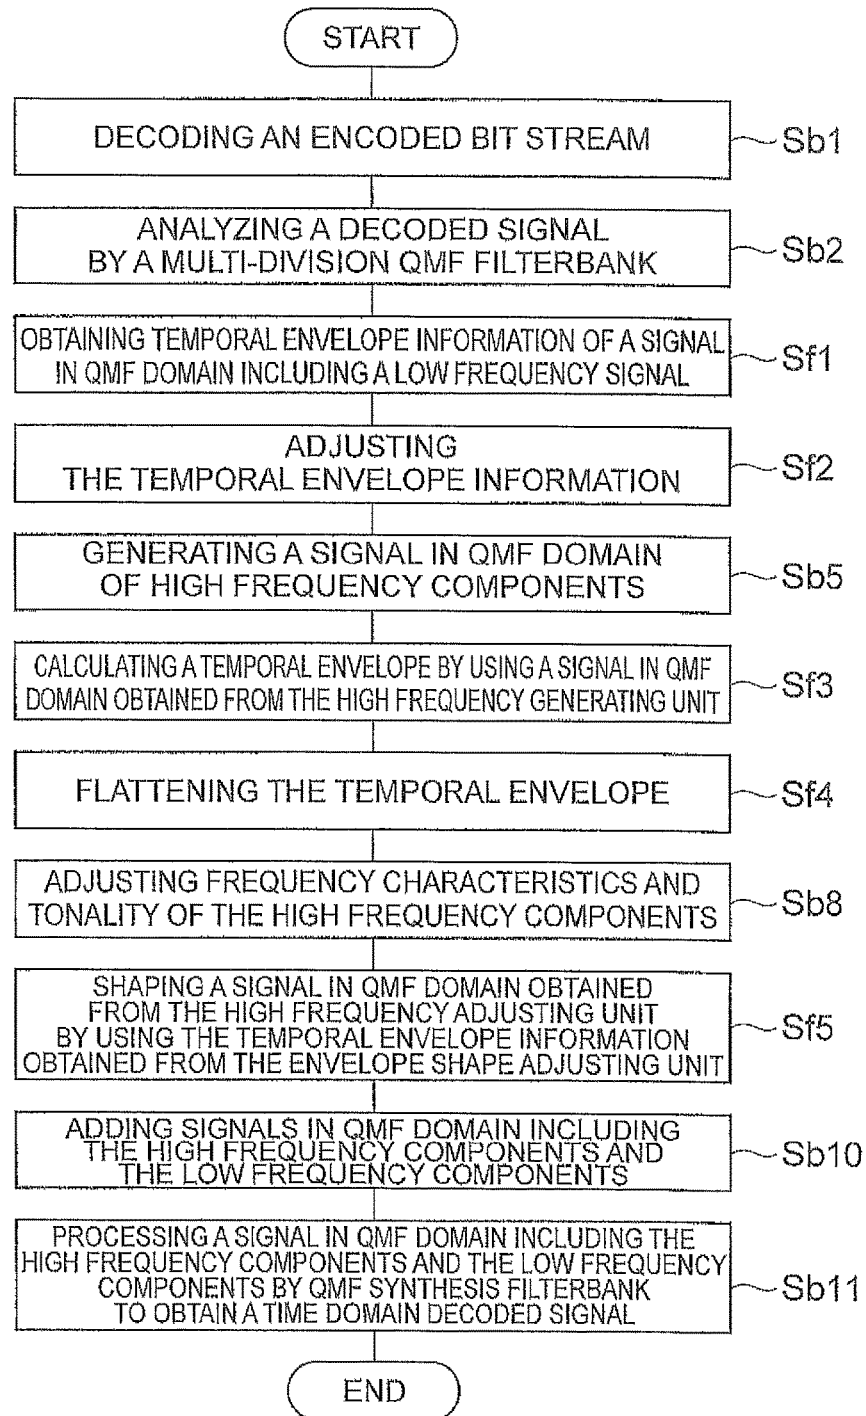 START
DECODING AN ENCODED BIT STREAM
Sb1
ANALYZING A DECODED SIGNAL
BY A MULTI-DIVISION QMF FILTERBANK
Sb2
OBTAINING TEMPORAL ENVELOPE INFORMATION OF A SIGNAL
IN QMF DOMAIN INCLUDING A LOW FREQUENCY SIGNAL
Sf1
ADJUSTING
THE TEMPORAL ENVELOPE INFORMATION
Sf2
GENERATING A SIGNAL IN QMF DOMAIN
OF HIGH FREQUENCY COMPONENTS
Sb5
CALCULATING A TEMPORAL ENVELOPE BY USING A SIGNAL IN QMF
DOMAIN OBTAINED FROM THE HIGH FREQUENCY GENERATING UNIT
Sf3
FLATTENING THE TEMPORAL ENVELOPE
Sf4
ADJUSTING FREQUENCY CHARACTERISTICS AND
TONALITY OF THE HIGH FREQUENCY COMPONENTS
Sb8
SHAPING A SIGNAL IN QMF DOMAIN OBTAINED
FROM THE HIGH FREQUENCY ADJUSTING UNIT
BY USING THE TEMPORAL ENVELOPE INFORMATION
OBTAINED FROM THE ENVELOPE SHAPE ADJUSTING UNIT
Sf5
ADDING SIGNALS IN QMF DOMAIN INCLUDING
THE HIGH FREQUENCY COMPONENTS AND
THE LOW FREQUENCY COMPONENTS
Sb10
PROCESSING A SIGNAL IN QMF DOMAIN INCLUDING THE
HIGH FREQUENCY COMPONENTS AND THE LOW FREQUENCY
COMPONENTS BY QMF SYNTHESIS FILTERBANK
TO OBTAIN A TIME DOMAIN DECODED SIGNAL
Sb11
END